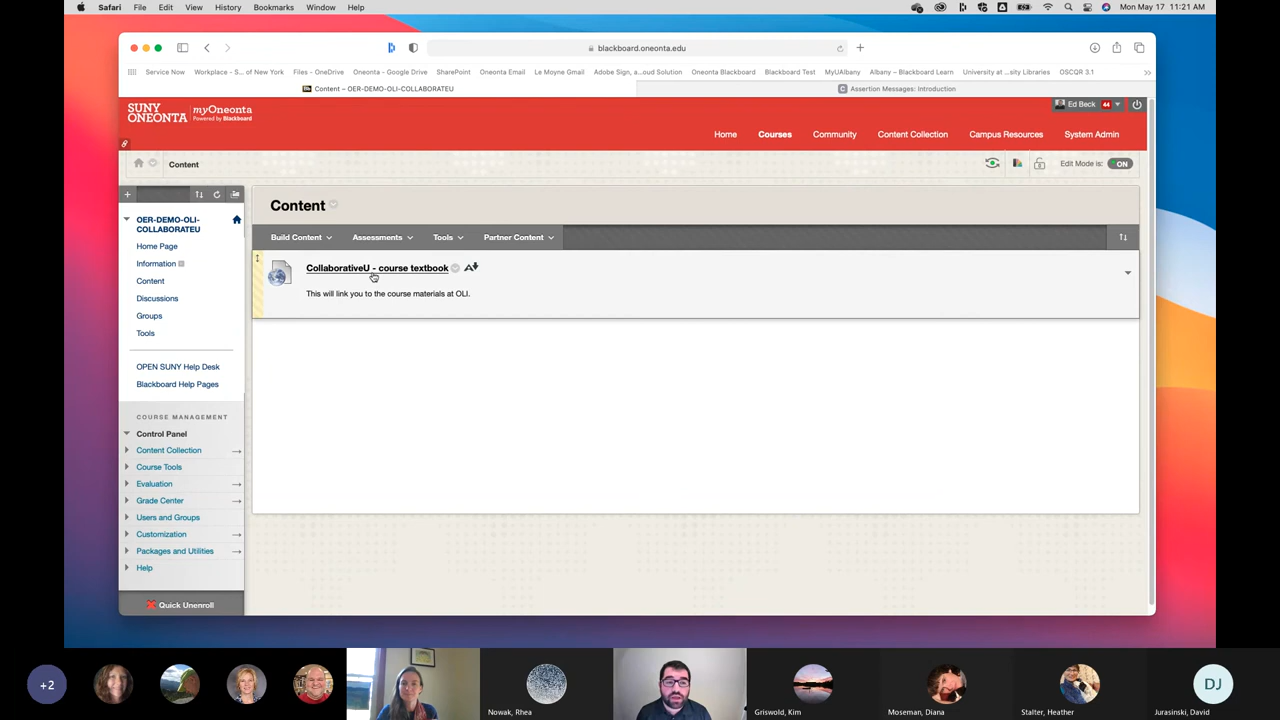 Safari File Edit View History Bookmarks Window Help
Mon May 17 11:21 AM
blackboard.oneonta.edu
Service Now Workplace - S... of New York Files - OneDrive Oneonta - Google Drive SharePoint Oneonta Email Le Moyne Gmail Adobe Sign, a...oud Solution Oneonta Blackboard Blackboard Test MyUAlbany Albany – Blackboard Learn University at ...sity Libraries OSCQR 3.1
Content – OER-DEMO-OLI-COLLABORATEU
Assertion Messages: Introduction
SUNY ONEONTA
myOneonta
Powered by Blackboard
Ed Beck 44
Home Courses Community Content Collection Campus Resources System Admin
Content
Edit Mode is: ON
OER-DEMO-OLI-
COLLABORATEU
Home Page
Information
Content
Discussions
Groups
Tools
OPEN SUNY Help Desk
Blackboard Help Pages
COURSE MANAGEMENT
Control Panel
Content Collection
Course Tools
Evaluation
Grade Center
Users and Groups
Customization
Packages and Utilities
Help
Quick Unenroll
Content
Build Content Assessments Tools Partner Content
CollaborativeU - course textbook
This will link you to the course materials at OLI.
+2
Nowak, Rhea
Griswold, Kim
Moseman, Diana
Stalter, Heather
DJ
Jurasinski, David